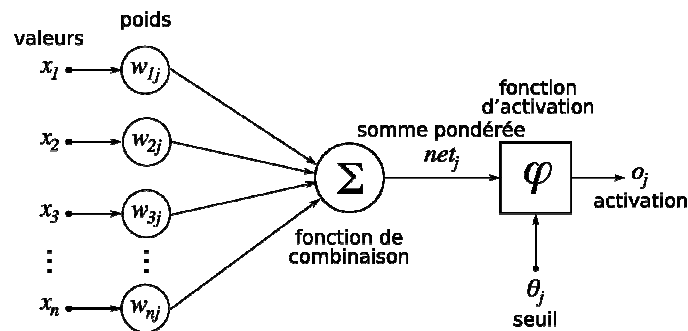 poids
valeurs
x1 w1j
x2 w2j
x3 w3j
xn wnj
Σ
fonction de
combinaison
somme pondérée
netj
fonction
d'activation
φ
oj
activation
θj
seuil